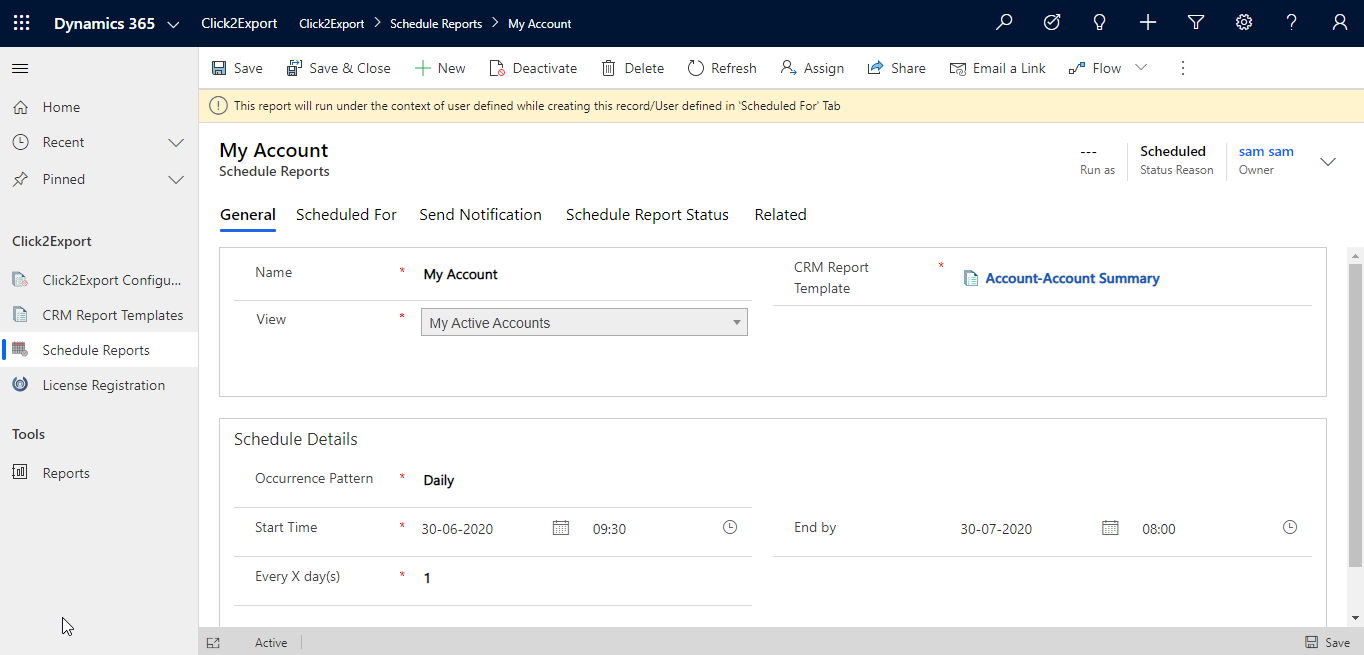 Dynamics 365 Click2Export Click2Export > Schedule Reports > My Account
Save Save & Close New Deactivate Delete Refresh Assign Share Email a Link Flow
This report will run under the context of user defined while creating this record/User defined in 'Scheduled For' Tab
Home
Recent
Pinned
Click2Export
Click2Export Configu...
CRM Report Templates
Schedule Reports
License Registration
Tools
Reports
My Account
Schedule Reports
--- Scheduled sam sam
Run as Status Reason Owner
General Scheduled For Send Notification Schedule Report Status Related
Name * My Account
CRM Report Template * Account-Account Summary
View * My Active Accounts
Schedule Details
Occurrence Pattern * Daily
Start Time * 30-06-2020 09:30 End by 30-07-2020 08:00
Every X day(s) * 1
Active Save